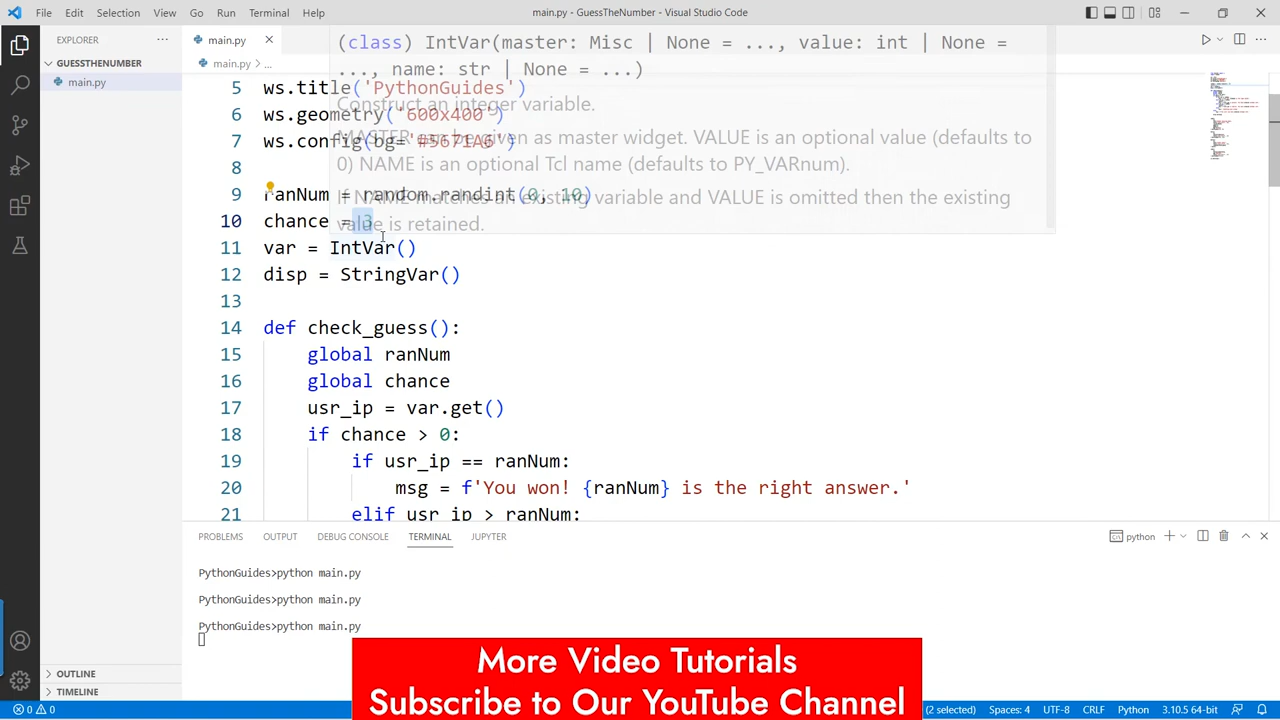 File Edit Selection View Go Run Terminal Help
main.py - GuessTheNumber - Visual Studio Code
EXPLORER
main.py
(class) IntVar(master: Misc | None = ..., value: int | None =
GUESSTHENUMBER
main.py > ...
..., name: str | None = ...)
main.py
5 ws.title('PythonGuides')
Construct an integer variable.
6 ws.geometry('600x400')
MASTER can be given as master widget. VALUE is an optional value (defaults to
7 ws.config(bg='#5671A6')
0) NAME is an optional Tcl name (defaults to PY_VARnum).
8
9 ranNum = random.randint(0, 10)
If NAME matches an existing variable and VALUE is omitted then the existing
10 chance = 3
value is retained.
11 var = IntVar()
12 disp = StringVar()
13
14 def check_guess():
15 global ranNum
16 global chance
17 usr_ip = var.get()
18 if chance > 0:
19 if usr_ip == ranNum:
20 msg = f'You won! {ranNum} is the right answer.'
21 elif usr_ip > ranNum:
PROBLEMS OUTPUT DEBUG CONSOLE TERMINAL JUPYTER
python
PythonGuides>python main.py
PythonGuides>python main.py
PythonGuides>python main.py
More Video Tutorials
Subscribe to Our YouTube Channel
OUTLINE
TIMELINE
0 0
(2 selected) Spaces: 4 UTF-8 CRLF Python 3.10.5 64-bit